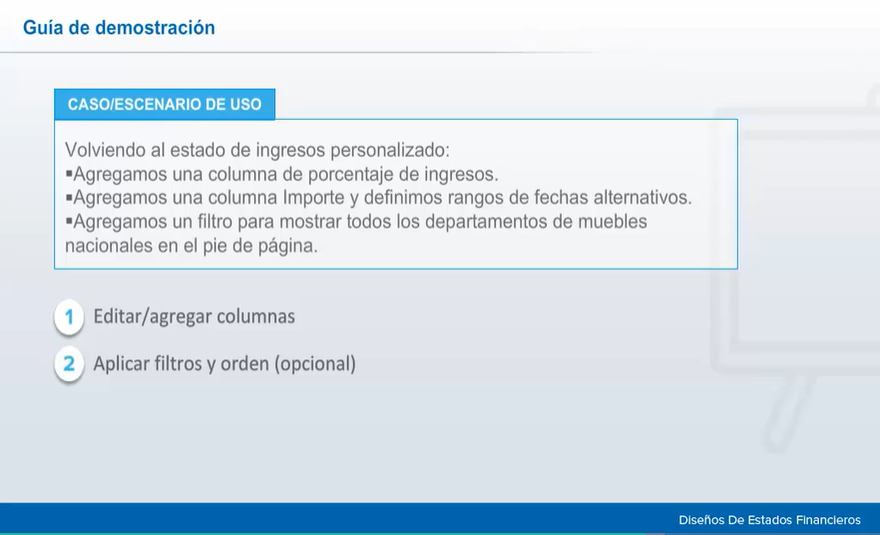 Guía de demostración
CASO/ESCENARIO DE USO
Volviendo al estado de ingresos personalizado:
▪Agregamos una columna de porcentaje de ingresos.
▪Agregamos una columna Importe y definimos rangos de fechas alternativos.
▪Agregamos un filtro para mostrar todos los departamentos de muebles
nacionales en el pie de página.
1 Editar/agregar columnas
2 Aplicar filtros y orden (opcional)
Diseños De Estados Financieros